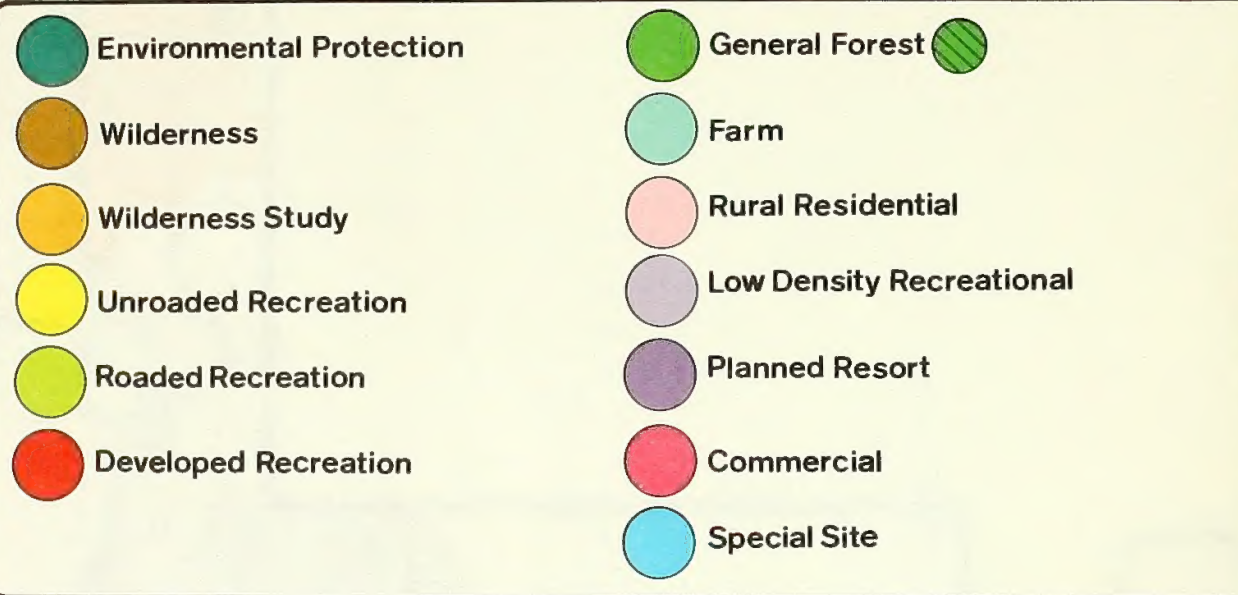 Environmental Protection
Wilderness
Wilderness Study
Unroaded Recreation
Roaded Recreation
Developed Recreation
General Forest
Farm
Rural Residential
Low Density Recreational
Planned Resort
Commercial
Special Site